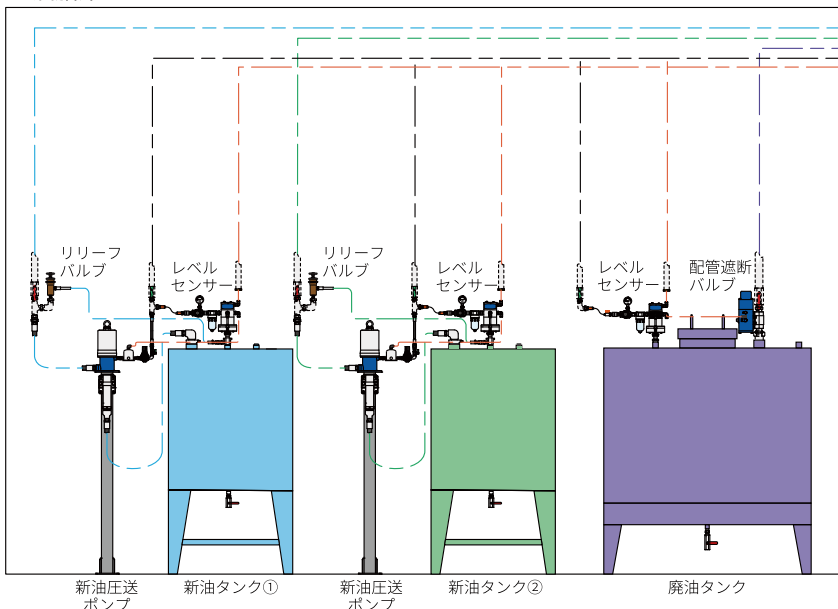 リリーフ
バルブ
レベル
センサー
リリーフ
バルブ
レベル
センサー
レベル
センサー
配管遮断
バルブ
新油圧送
ポンプ
新油タンク①
新油圧送
ポンプ
新油タンク②
廃油タンク